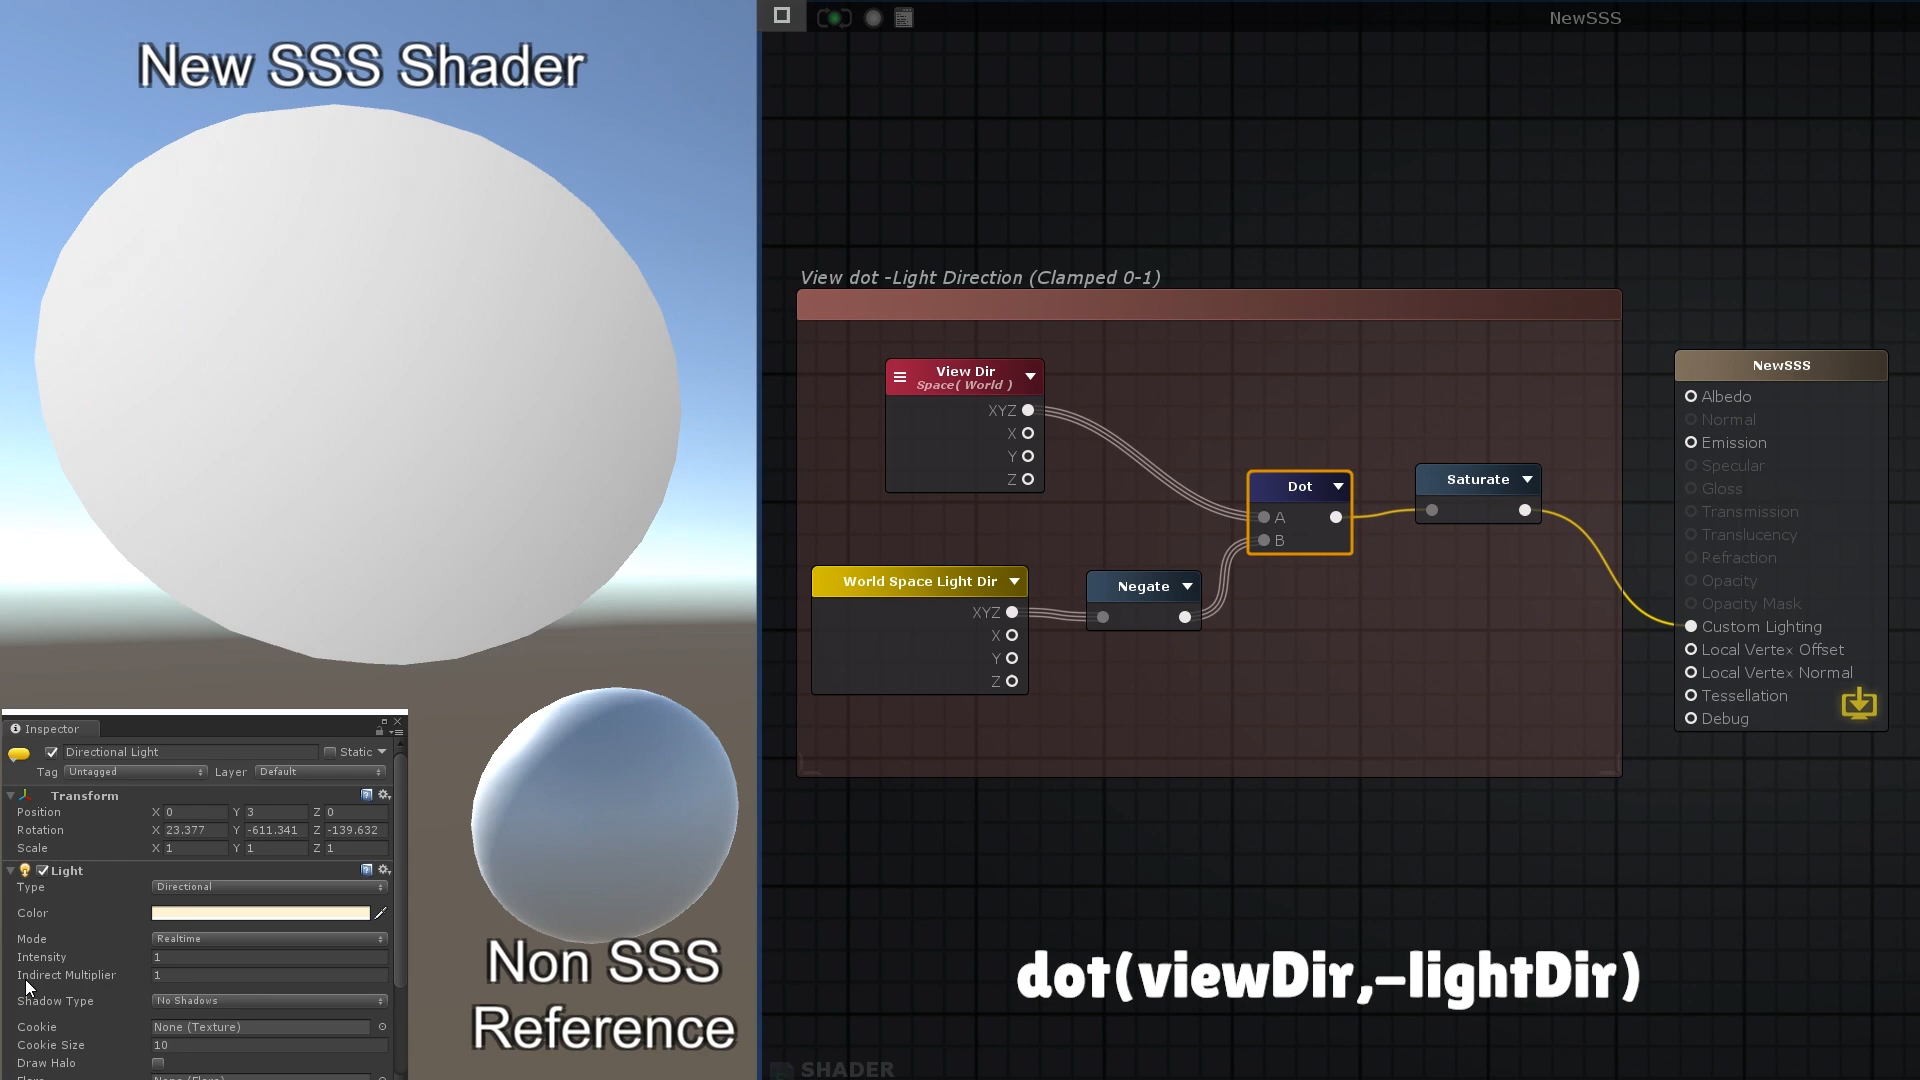 New SSS Shader
NewSSS
View dot -Light Direction (Clamped 0-1)
View Dir
Space( World )
XYZ
X
Y
Z
World Space Light Dir
XYZ
X
Y
Z
Negate
Dot
A
B
Saturate
NewSSS
Albedo
Normal
Emission
Specular
Gloss
Transmission
Translucency
Refraction
Opacity
Opacity Mask
Custom Lighting
Local Vertex Offset
Local Vertex Normal
Tessellation
Debug
Inspector
Directional Light Static
Tag Untagged Layer Default
Transform
Position X 0 Y 3 Z 0
Rotation X 23.377 Y -611.341 Z -139.632
Scale X 1 Y 1 Z 1
Light
Type Directional
Color
Mode Realtime
Intensity 1
Indirect Multiplier 1
Shadow Type No Shadows
Cookie None (Texture)
Cookie Size 10
Draw Halo
Non SSS
Reference
dot(viewDir,-lightDir)
SHADER